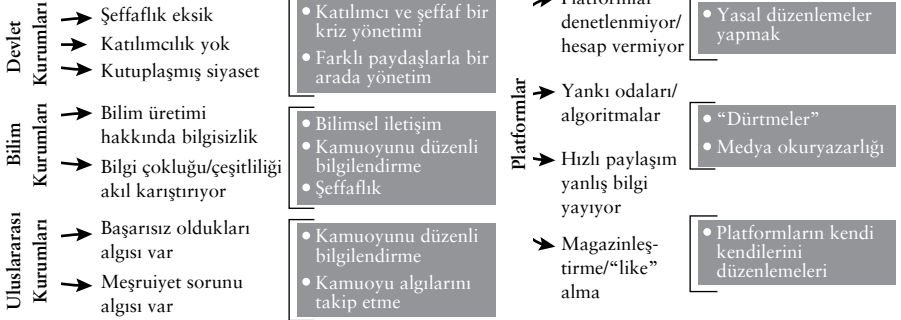 Devlet
Kurumları
Şeffaflık eksik
Katılımcılık yok
Kutuplaşmış siyaset
• Katılımcı ve şeffaf bir
kriz yönetimi
• Farklı paydaşlarla bir
arada yönetim
Bilim
Kurumları
Bilim üretimi
hakkında bilgisizlik
Bilgi çokluğu/çeşitliliği
akıl karıştırıyor
• Bilimsel iletişim
• Kamuoyunu düzenli
bilgilendirme
• Şeffaflık
Uluslararası
Kurumları
Başarısız oldukları
algısı var
Meşruiyet sorunu
algısı var
• Kamuoyunu düzenli
bilgilendirme
• Kamuoyu algılarını
takip etme
Platformlar
Platformlar
denetlenmiyor/
hesap vermiyor
• Yasal düzenlemeler
yapmak
Yankı odaları/
algoritmalar
Hızlı paylaşım
yanlış bilgi
yayıyor
• “Dürtmeler”
• Medya okuryazarlığı
Magazinleş-
tirme/“like”
alma
• Platformların kendi
kendilerini
düzenlemeleri